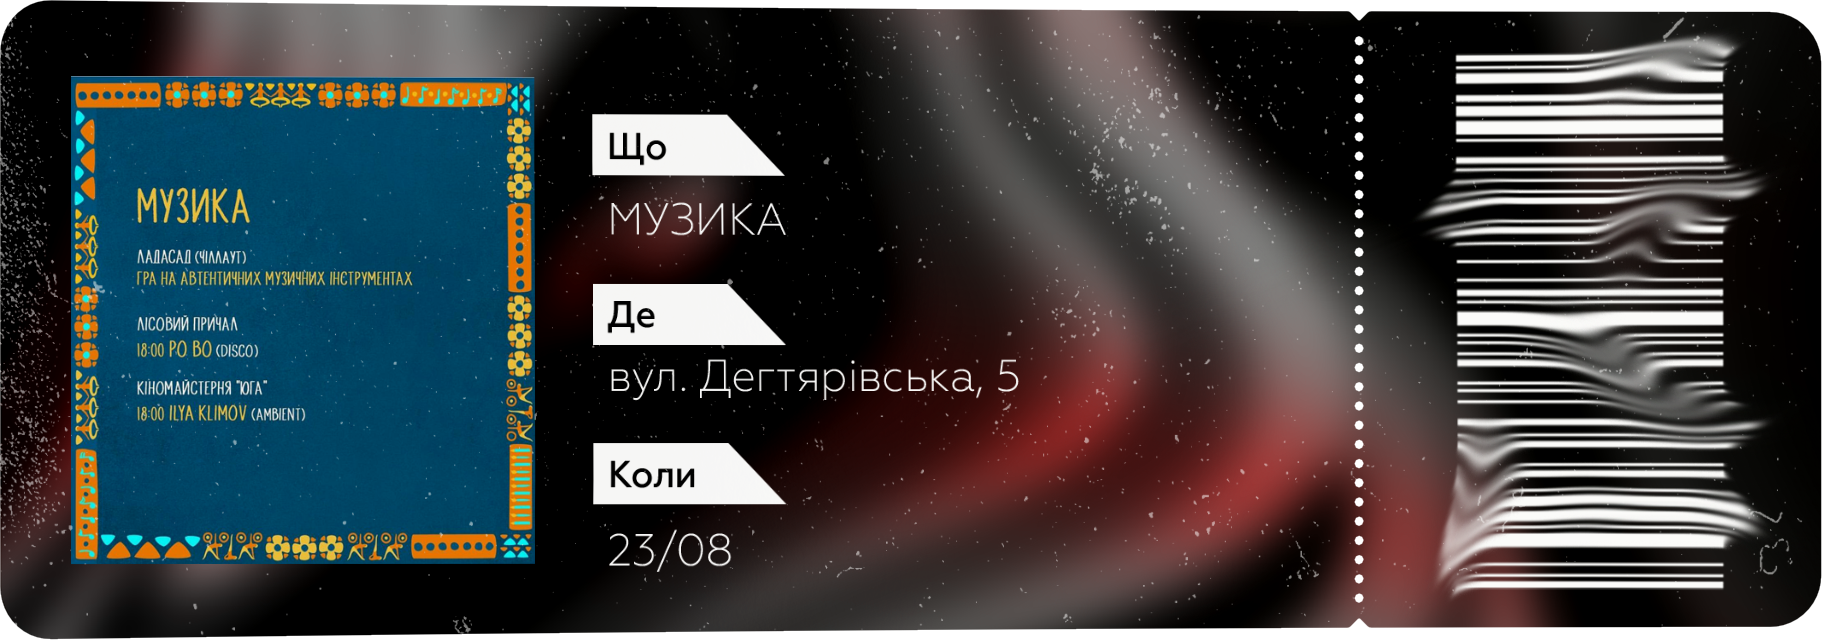 МУЗИКА
ЛАДАСАД (ЧІЛЛАУТ)
ГРА НА АВТЕНТИЧНИХ МУЗИЧНИХ ІНСТРУМЕНТАХ
ЛІСОВИЙ ПРИЧАЛ
18:00 PO BO (DISCO)
КІНОМАЙСТЕРНЯ "ЮГА"
18:00 ILYA KLIMOV (AMBIENT)
Що
МУЗИКА
Де
вул. Дегтярівська, 5
Коли
23/08